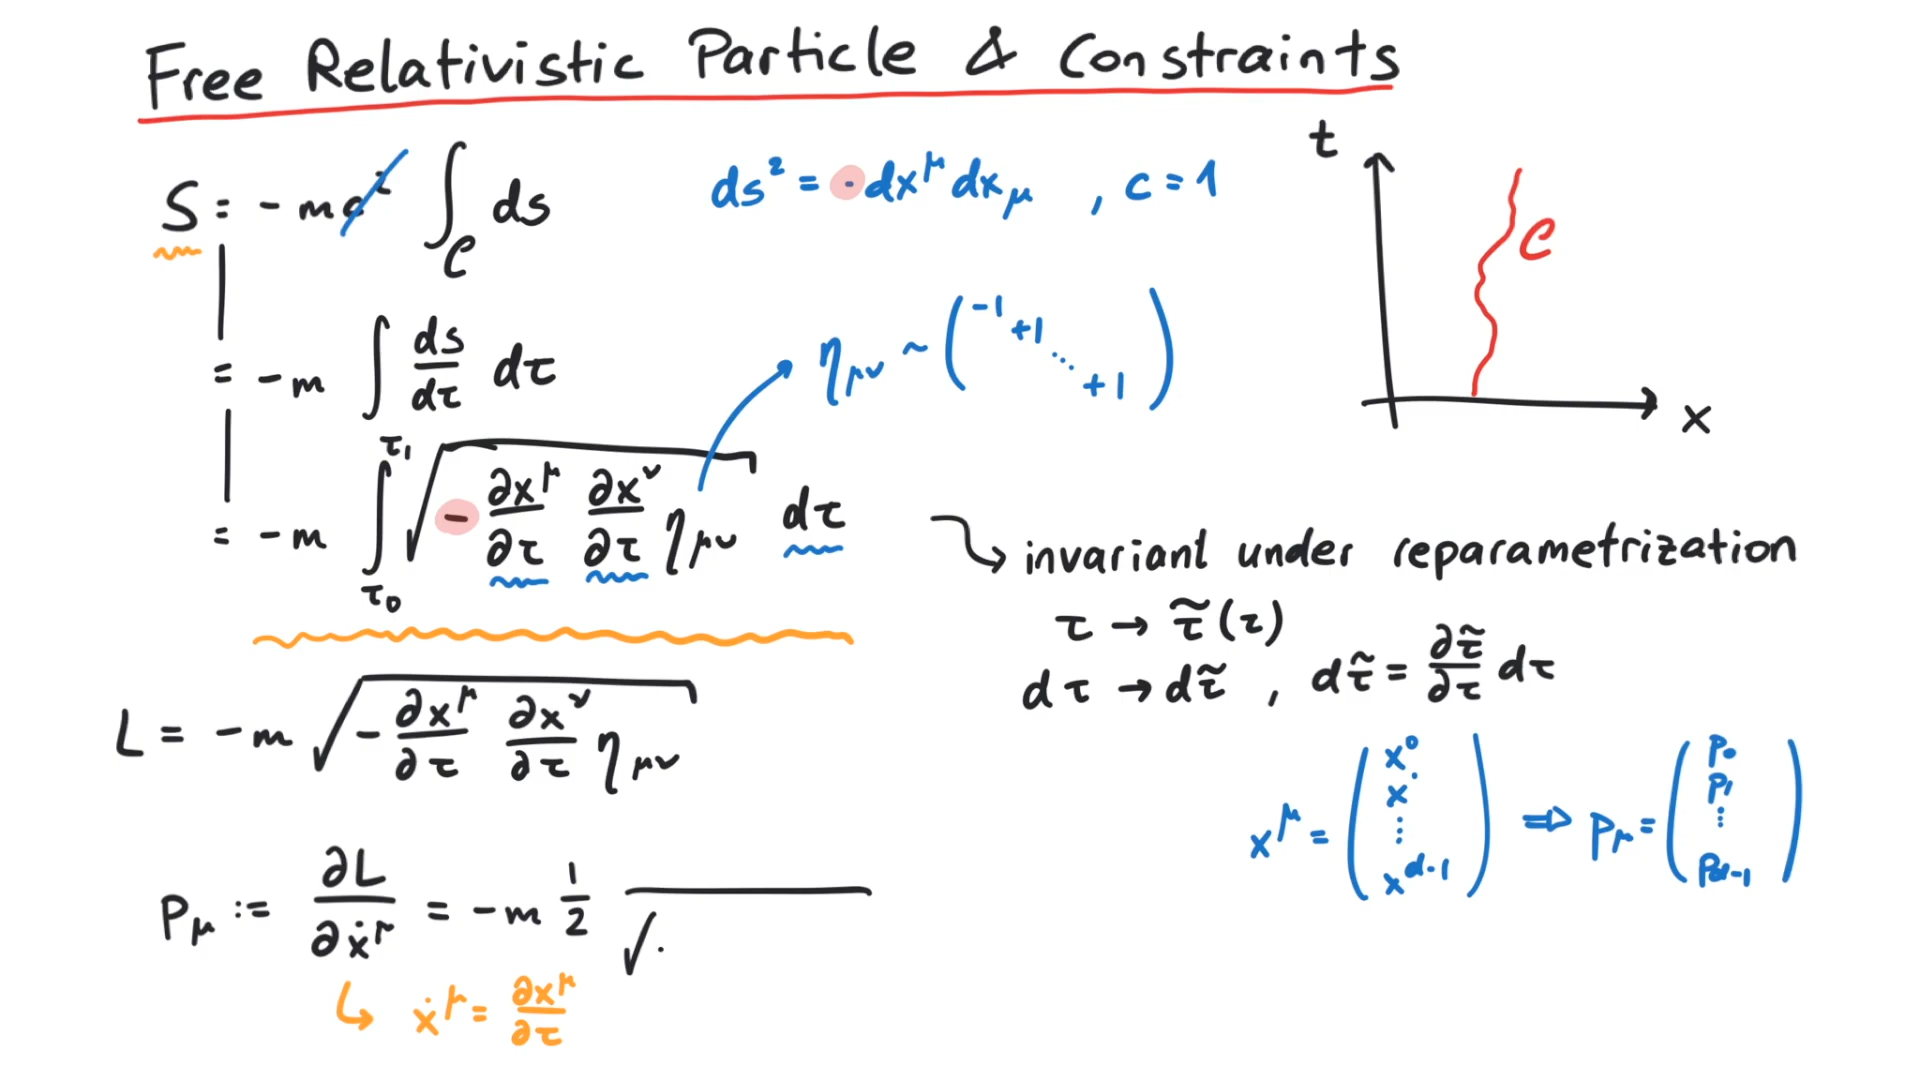 Free Relativistic Particle & Constraints
S = - m c² ∫_C ds
ds² = - dx^μ dx_μ , c = 1
t
C
x
= - m ∫ ds/dτ dτ
η_μν ~ ( -1 +1 ⋱ +1 )
= - m ∫_τ₀^τ₁ √( - ∂x^μ/∂τ ∂x^ν/∂τ η_μν ) dτ
↳ invariant under reparametrization
τ → τ̃(τ)
dτ → dτ̃ , dτ̃ = ∂τ̃/∂τ dτ
L = - m √( - ∂x^μ/∂τ ∂x^ν/∂τ η_μν )
x^μ = ( x⁰ x ⋮ x^{d-1} ) ⇒ p_μ = ( p₀ p₁ ⋮ p_{d-1} )
p_μ := ∂L/∂ẋ^μ = - m 1/2 —/√.
↳ ẋ^μ = ∂x^μ/∂τ